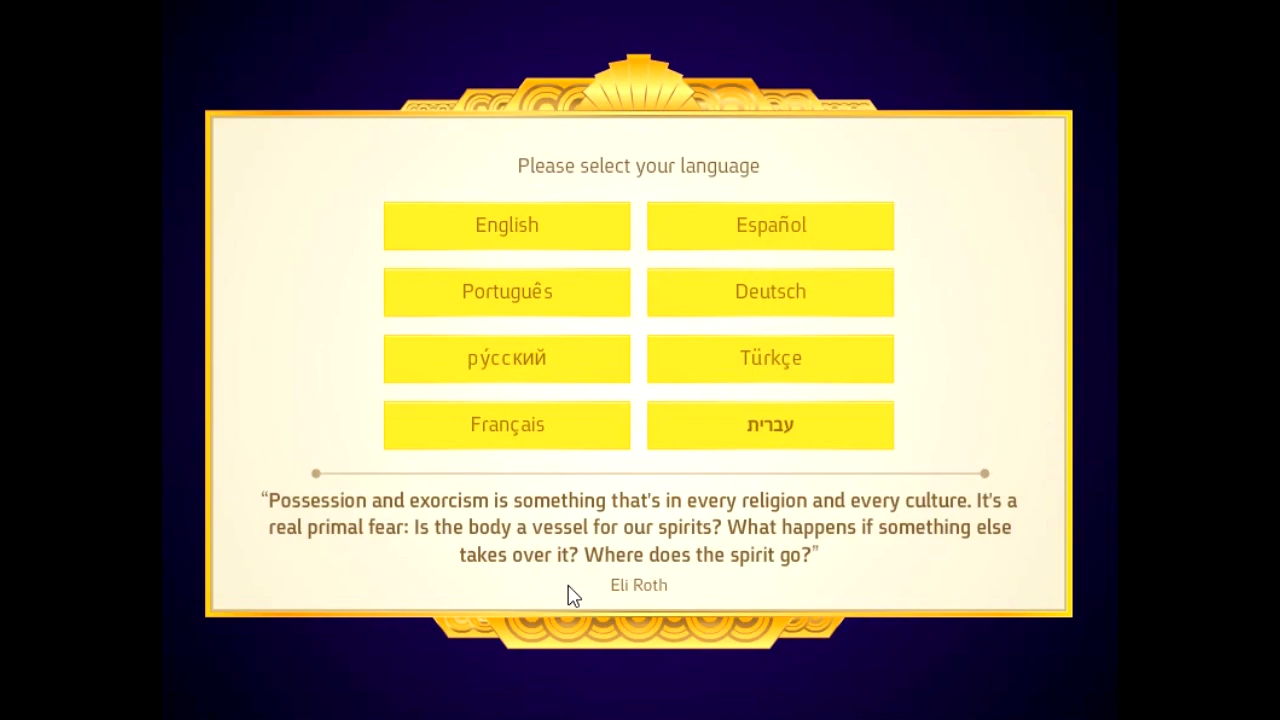 Please select your language
English
Español
Português
Deutsch
ру́сский
Türkçe
Français
עברית
“Possession and exorcism is something that's in every religion and every culture. It's a
real primal fear: Is the body a vessel for our spirits? What happens if something else
takes over it? Where does the spirit go?”
Eli Roth